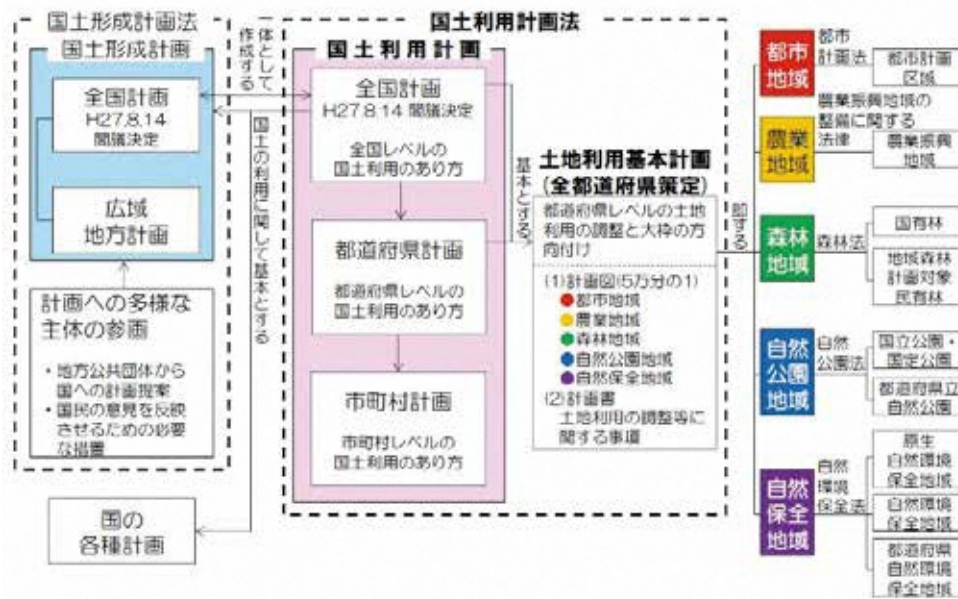 国土形成計画法
国土形成計画
全国計画
H27.8.14
閣議決定
広域
地方計画
計画への多様な
主体の参画
・地方公共団体から
国への計画提案
・国民の意見を反映
させるための必要
な措置
国の
各種計画
一体として
作成する
国土の利用に関して基本とする
国土利用計画法
国土利用計画
全国計画
H27.8.14 閣議決定
全国レベルの
国土利用のあり方
都道府県計画
都道府県レベルの
国土利用のあり方
市町村計画
市町村レベルの
国土利用のあり方
基本とする
土地利用基本計画
(全都道府県策定)
都道府県レベルの土地
利用の調整と大枠の方
向付け
(1)計画図(5万分の1)
●都市地域
●農業地域
●森林地域
●自然公園地域
●自然保全地域
(2)計画書
土地利用の調整等に
関する事項
即する
都市
地域
都市
計画法
都市計画
区域
農業
地域
農業振興地域の
整備に関する
法律
農業振興
地域
森林
地域
森林法
国有林
地域森林
計画対象
民有林
自然
公園
地域
自然
公園法
国立公園・
国定公園
都道府県立
自然公園
自然
保全
地域
自然
環境
保全法
原生
自然環境
保全地域
自然環境
保全地域
都道府県
自然環境
保全地域